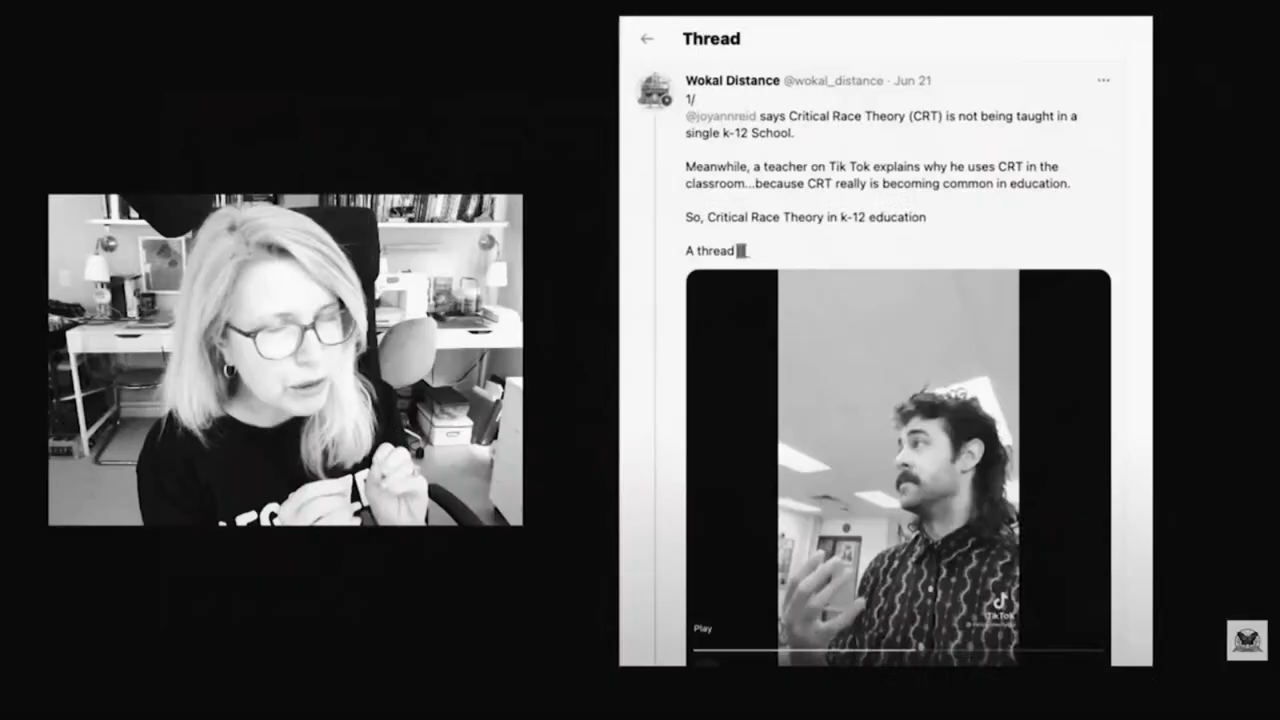 Thread
Wokal Distance @wokal_distance · Jun 21
1/
@joyannreid says Critical Race Theory (CRT) is not being taught in a
single k-12 School.
Meanwhile, a teacher on Tik Tok explains why he uses CRT in the
classroom...because CRT really is becoming common in education.
So, Critical Race Theory in k-12 education
A thread
TikTok
Play